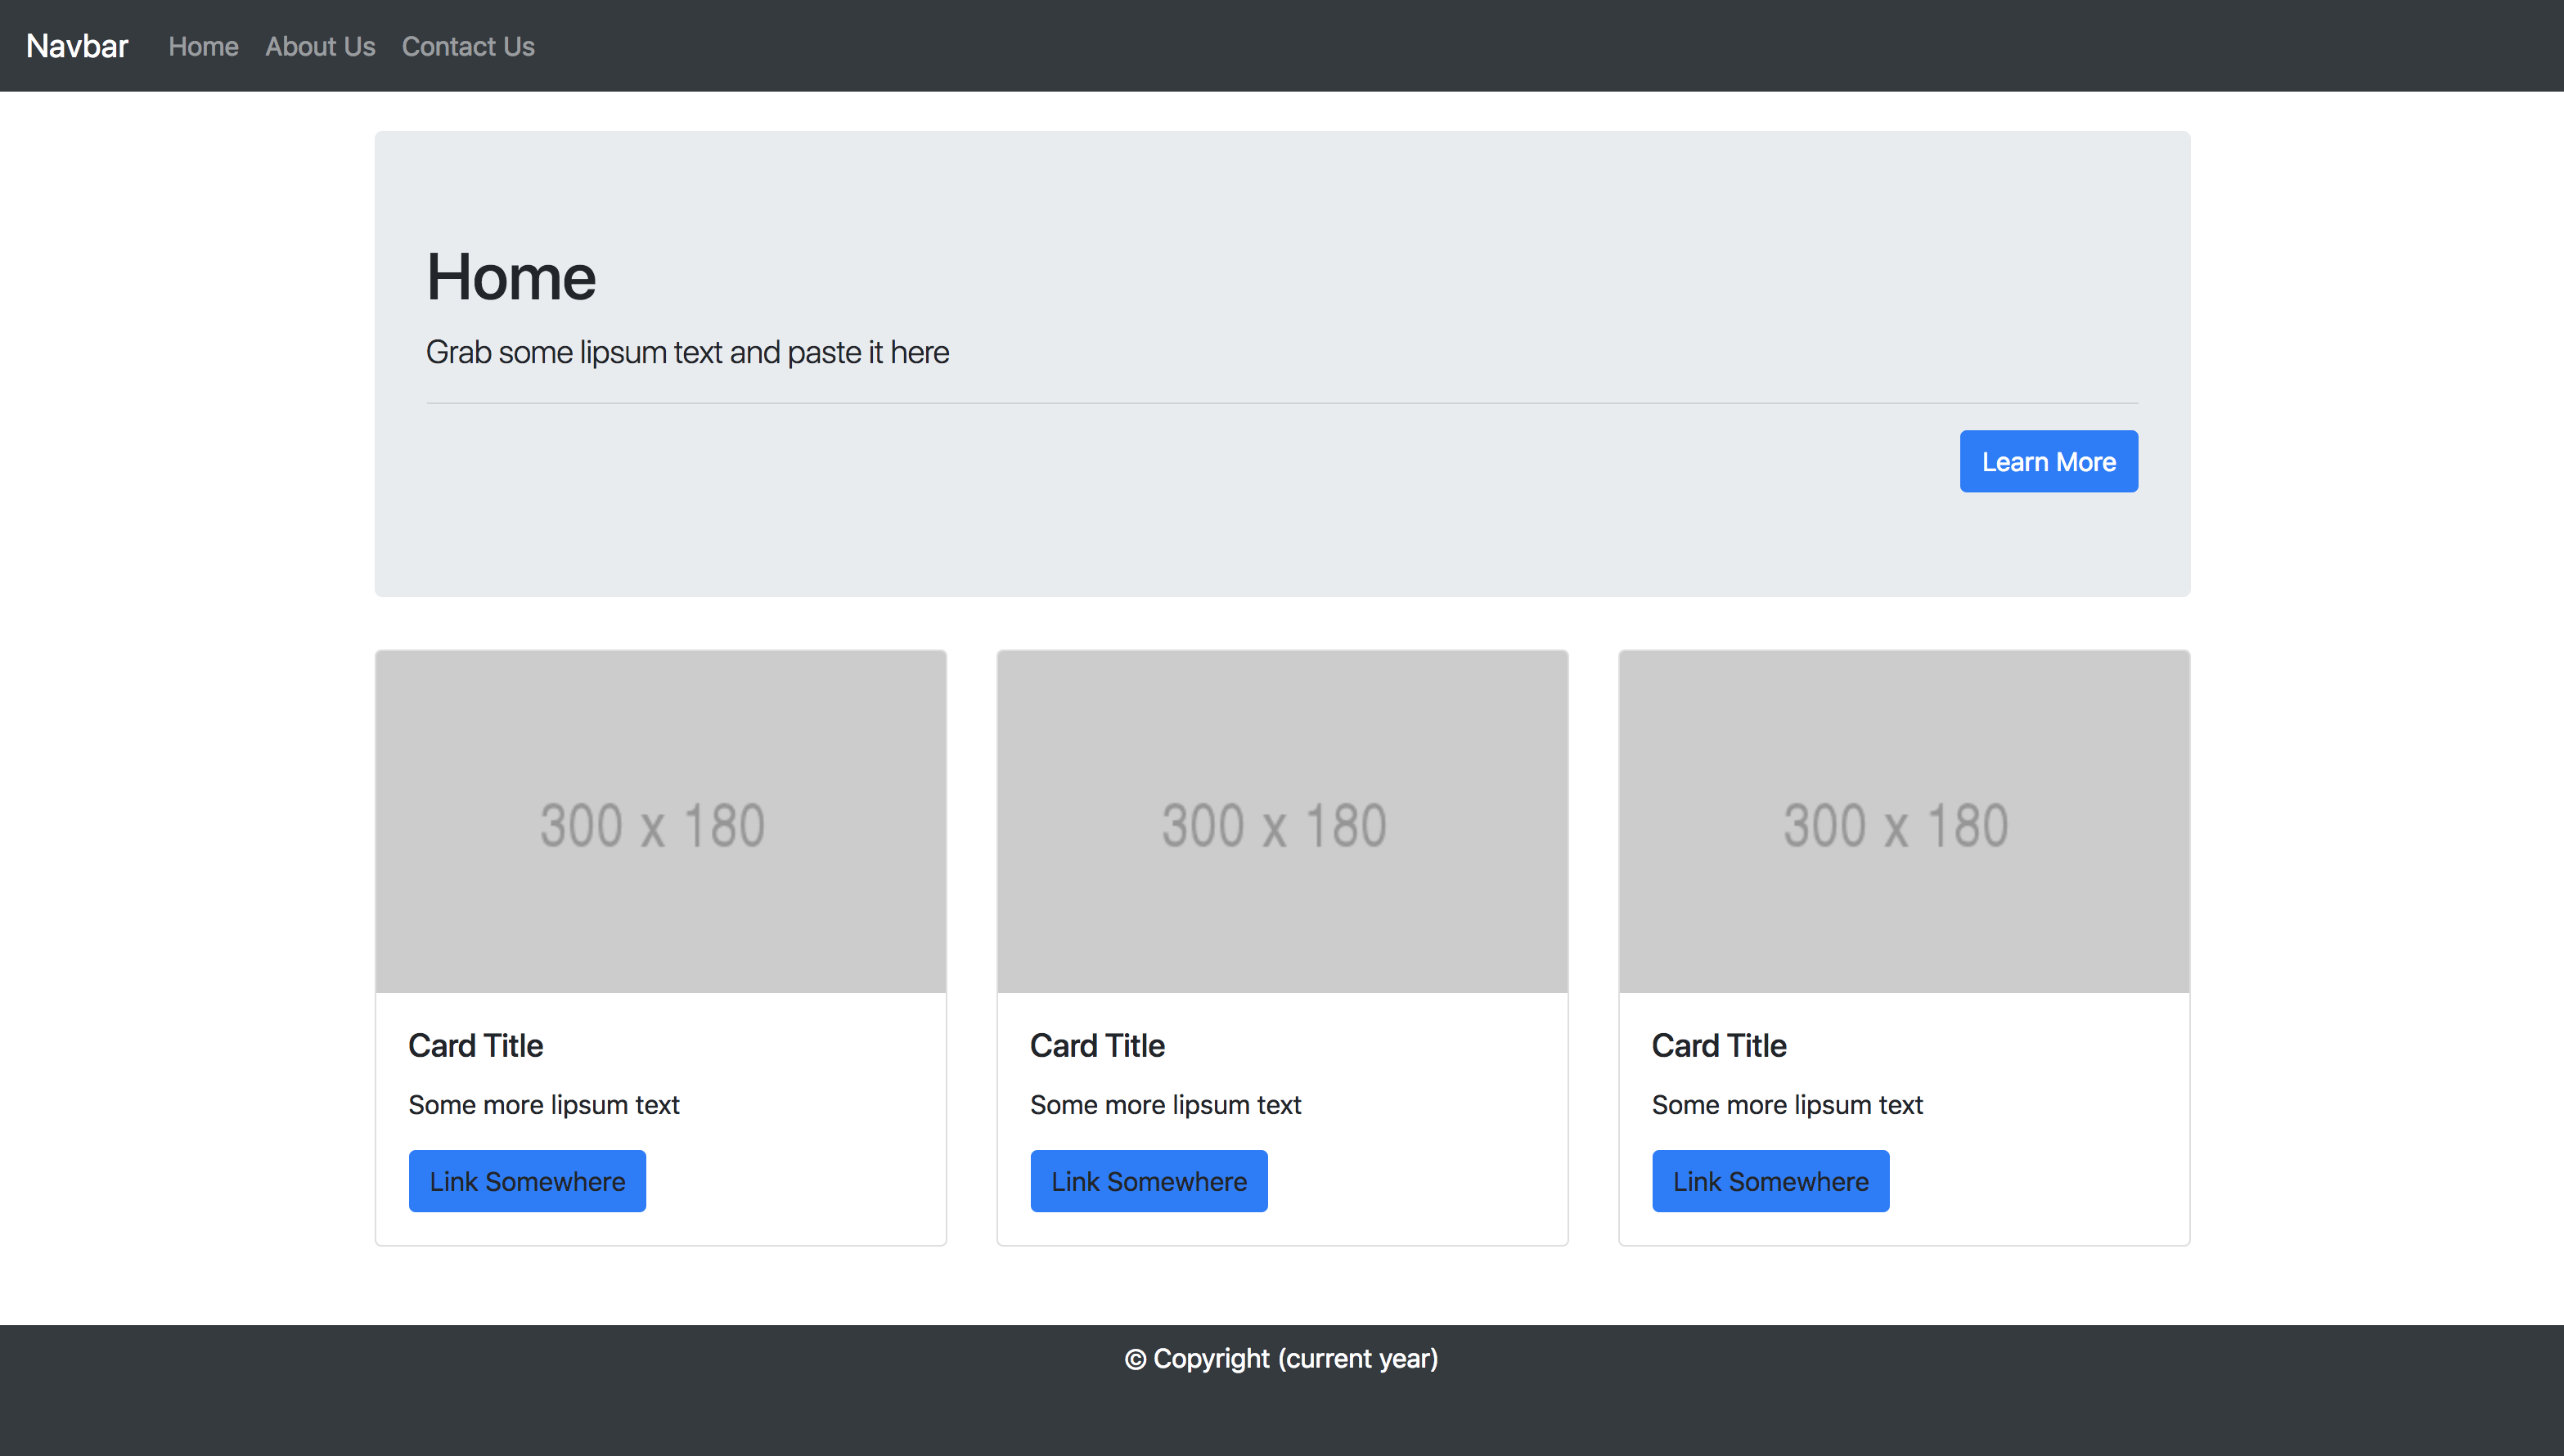 Navbar Home About Us Contact Us
Home
Grab some lipsum text and paste it here
Learn More
300 x 180 300 x 180 300 x 180
Card Title Card Title Card Title
Some more lipsum text Some more lipsum text Some more lipsum text
Link Somewhere Link Somewhere Link Somewhere
© Copyright (current year)